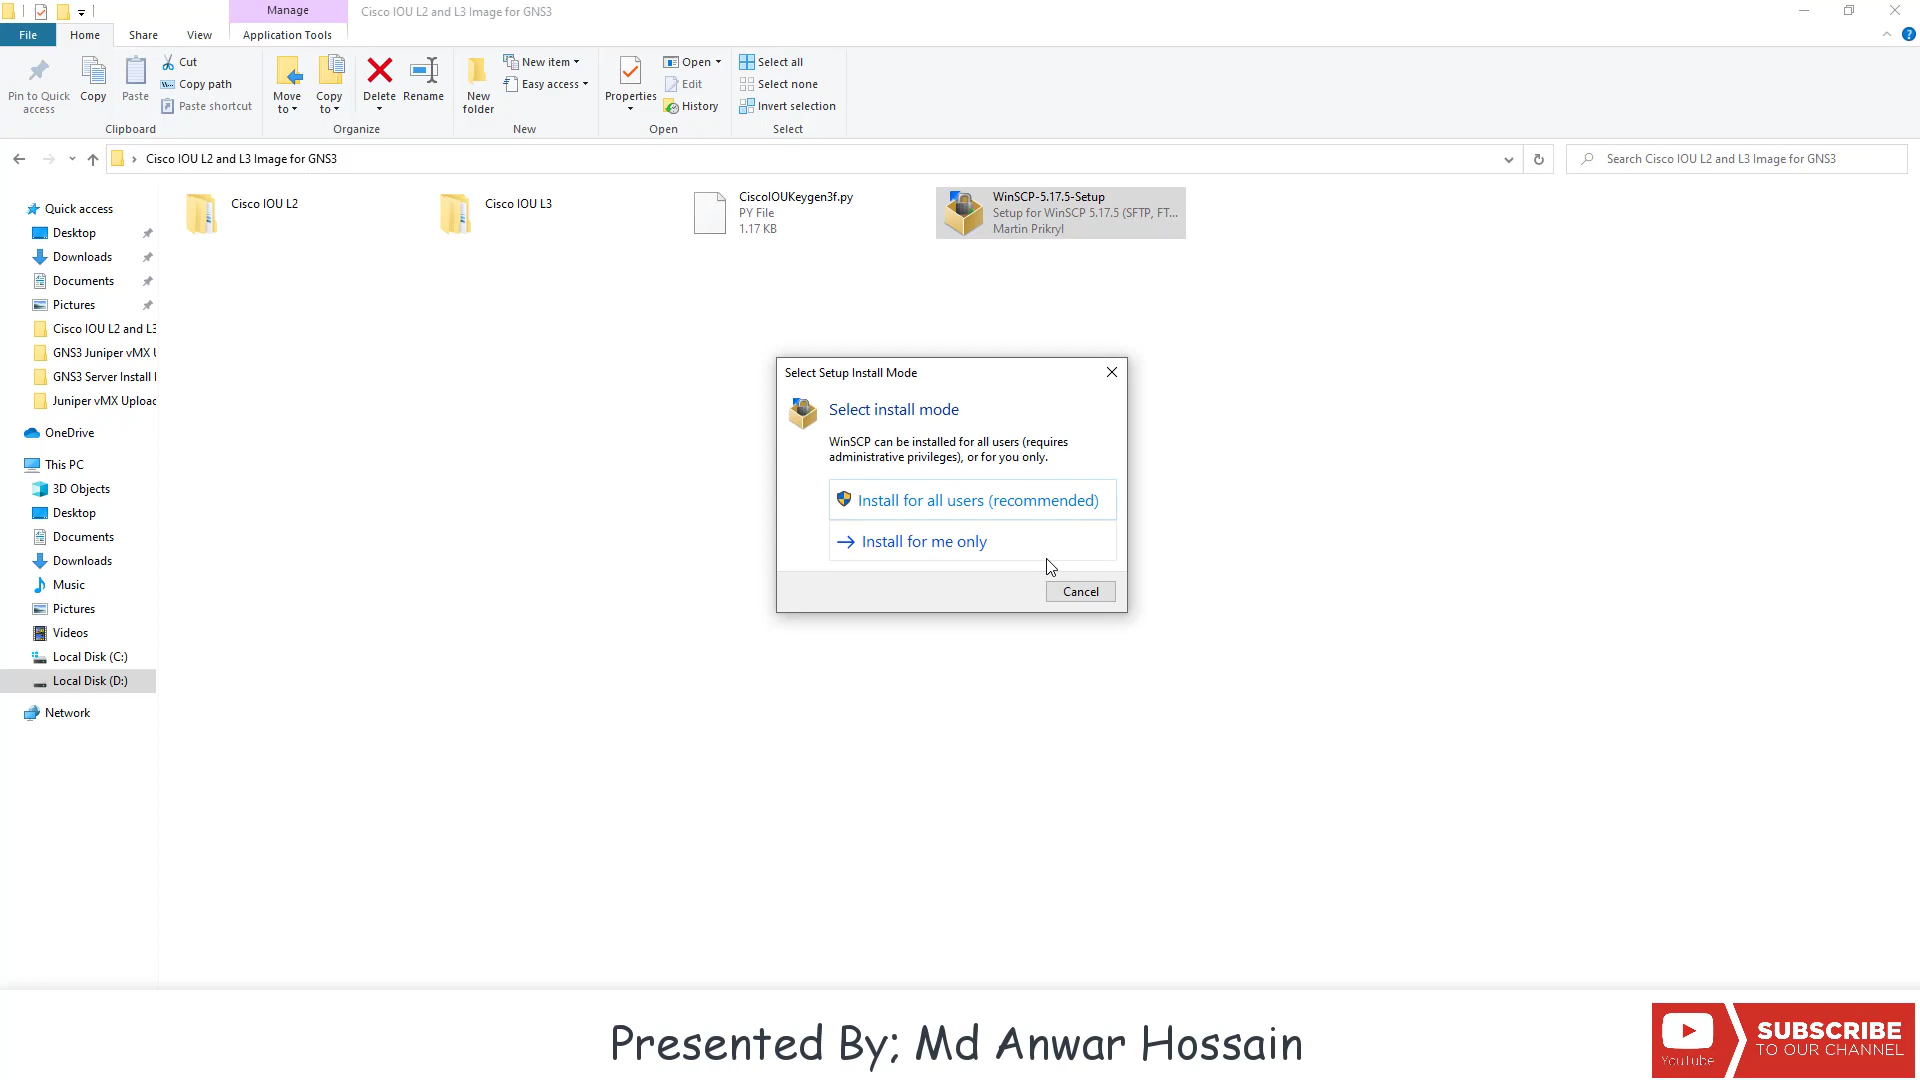 Manage
Cisco IOU L2 and L3 Image for GNS3
File
Home
Share
View
Application Tools
Pin to Quick access
Copy
Paste
Cut
Copy path
Paste shortcut
Clipboard
Move to
Copy to
Delete
Rename
Organize
New folder
New item
Easy access
New
Properties
Open
Edit
History
Open
Select all
Select none
Invert selection
Select
Cisco IOU L2 and L3 Image for GNS3
Search Cisco IOU L2 and L3 Image for GNS3
Quick access
Desktop
Downloads
Documents
Pictures
Cisco IOU L2 and L3
GNS3 Juniper vMX U
GNS3 Server Install I
Juniper vMX Uploac
OneDrive
This PC
3D Objects
Desktop
Documents
Downloads
Music
Pictures
Videos
Local Disk (C:)
Local Disk (D:)
Network
Cisco IOU L2
Cisco IOU L3
CiscoIOUKeygen3f.py
PY File
1.17 KB
WinSCP-5.17.5-Setup
Setup for WinSCP 5.17.5 (SFTP, FT...
Martin Prikryl
Select Setup Install Mode
Select install mode
WinSCP can be installed for all users (requires
administrative privileges), or for you only.
Install for all users (recommended)
Install for me only
Cancel
Presented By; Md Anwar Hossain
YouTube
SUBSCRIBE
TO OUR CHANNEL